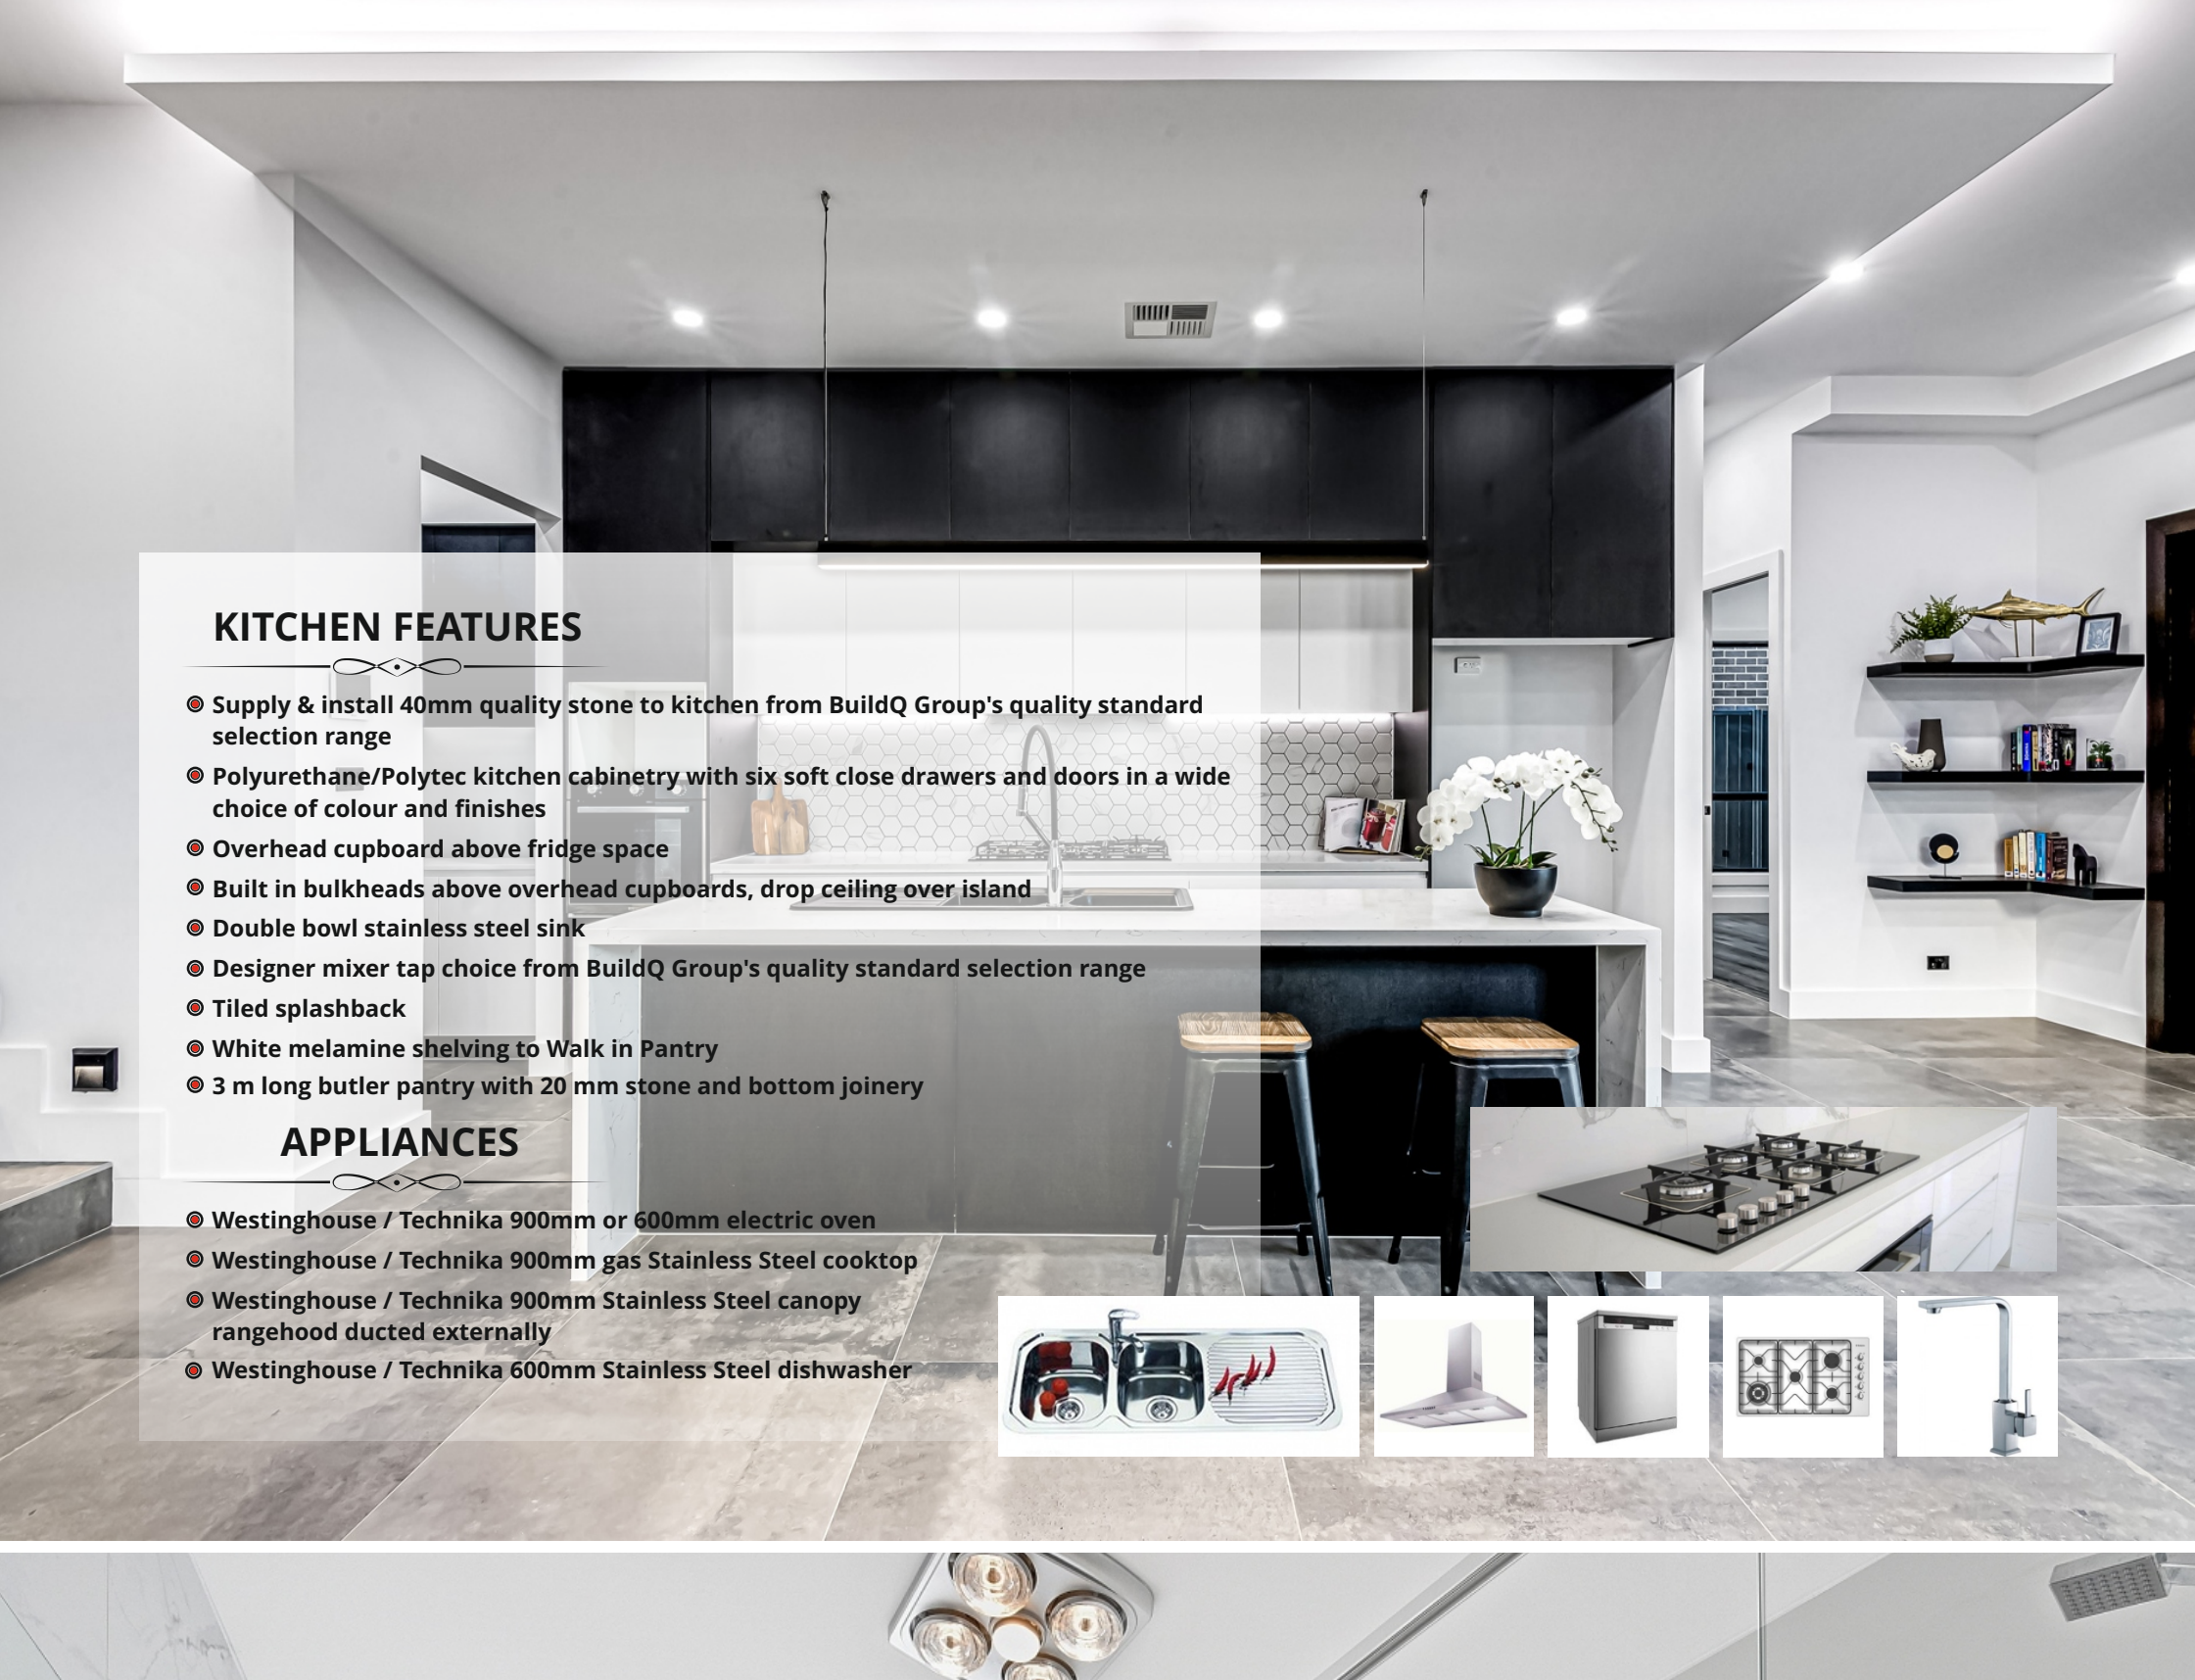 KITCHEN FEATURES
Supply & install 40mm quality stone to kitchen from BuildQ Group's quality standard
selection range
Polyurethane/Polytec kitchen cabinetry with six soft close drawers and doors in a wide
choice of colour and finishes
Overhead cupboard above fridge space
Built in bulkheads above overhead cupboards, drop ceiling over island
Double bowl stainless steel sink
Designer mixer tap choice from BuildQ Group's quality standard selection range
Tiled splashback
White melamine shelving to Walk in Pantry
3 m long butler pantry with 20 mm stone and bottom joinery
APPLIANCES
Westinghouse / Technika 900mm or 600mm electric oven
Westinghouse / Technika 900mm gas Stainless Steel cooktop
Westinghouse / Technika 900mm Stainless Steel canopy
rangehood ducted externally
Westinghouse / Technika 600mm Stainless Steel dishwasher